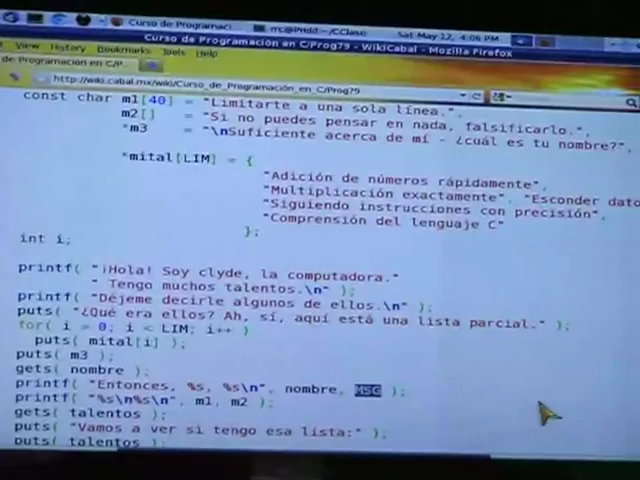 Curso de Programaci
Sat May 12, 4:06 PM
Curso de Programación en C/Prog79 - WikiCabal - Mozilla Firefox
View History Bookmarks Tools Help
de Programación en C/P...
http://wiki.cabal.mx/wiki/Curso_de_Programación_en_C/Prog79
const char m1[40] = "Limitarte a una sola línea.",
m2[] = "Si no puedes pensar en nada, falsificarlo.",
*m3 = "\nSuficiente acerca de mí - ¿cuál es tu nombre?",
*mital[LIM] = {
"Adición de números rápidamente",
"Multiplicación exactamente", "Esconder dato
"Siguiendo instrucciones con precisión",
"Comprensión del lenguaje C"
};
int i;
printf( "¡Hola! Soy clyde, la computadora."
" Tengo muchos talentos.\n" );
printf( "Déjeme decirle algunos de ellos.\n" );
puts( "¿Qué era ellos? Ah, sí, aquí está una lista parcial." );
for( i = 0; i < LIM; i++ )
puts( mital[i] );
puts( m3 );
gets( nombre );
printf( "Entonces, %s, %s\n", nombre, MSG );
printf( "%s\n%s\n", m1, m2 );
gets( talentos );
puts( "Vamos a ver si tengo esa lista:" );
puts( talentos );